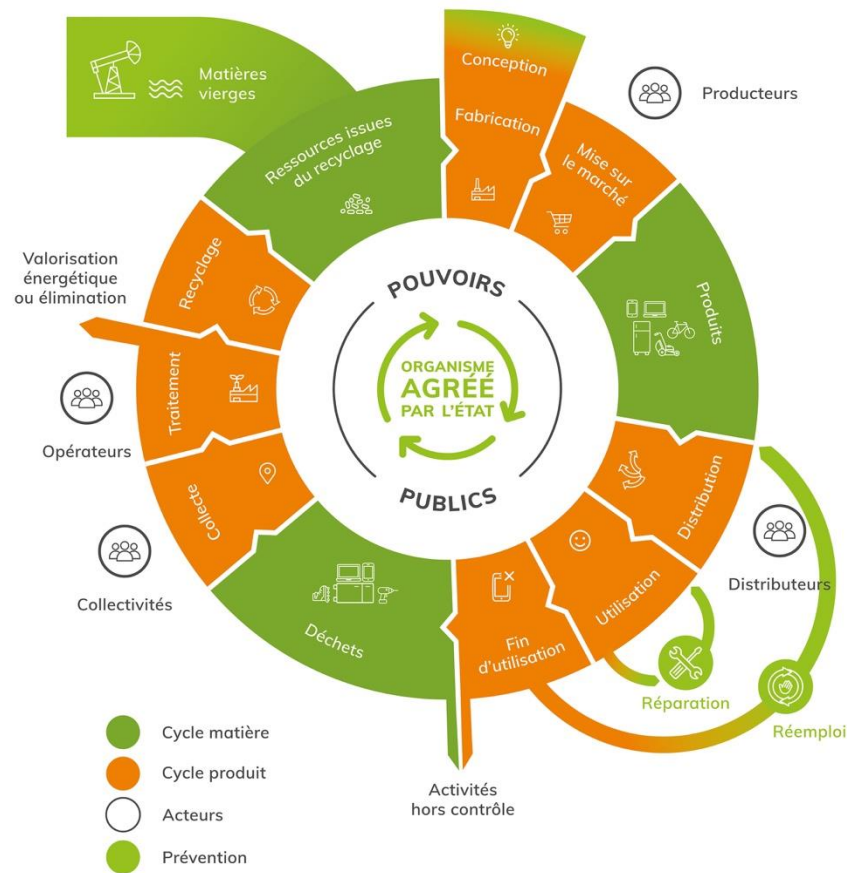 Matières
vierges
Conception
Fabrication
Mise sur
le marché
Producteurs
Ressources issues
du recyclage
Produits
Recyclage
Valorisation
énergétique
ou élimination
Traitement
Opérateurs
Collecte
Collectivités
POUVOIRS
ORGANISME
AGRÉÉ
PAR L'ÉTAT
PUBLICS
Distribution
Distributeurs
Utilisation
Réparation
Réemploi
Fin
d'utilisation
Déchets
Activités
hors contrôle
Cycle matière
Cycle produit
Acteurs
Prévention